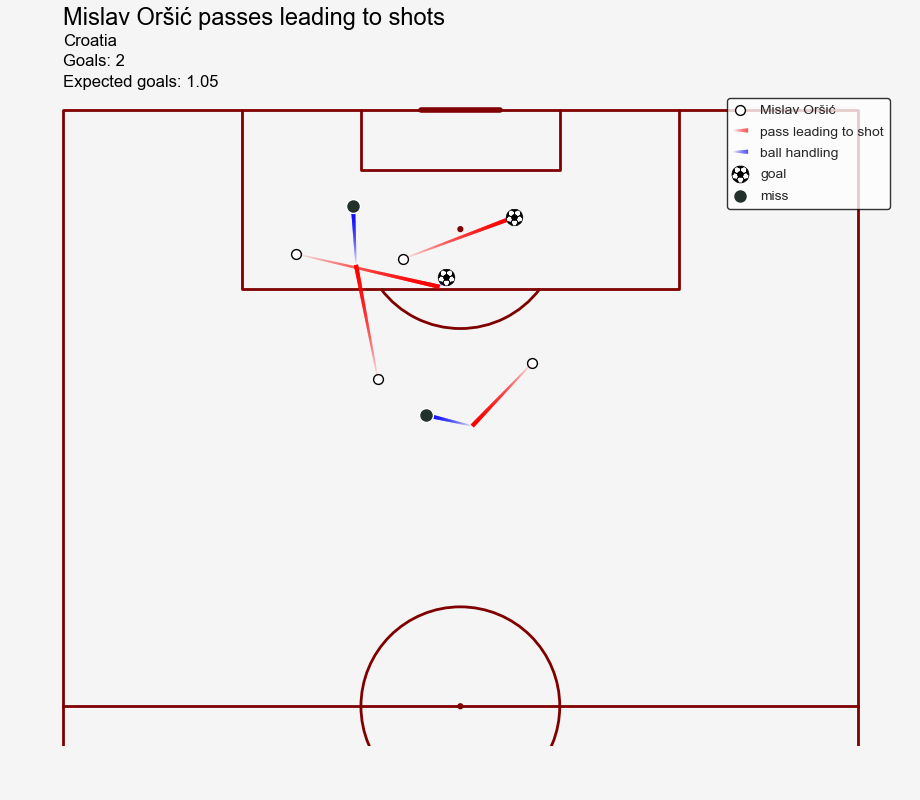 Mislav Oršić passes leading to shots
Croatia
Goals: 2
Expected goals: 1.05
Mislav Oršić
pass leading to shot
ball handling
goal
miss